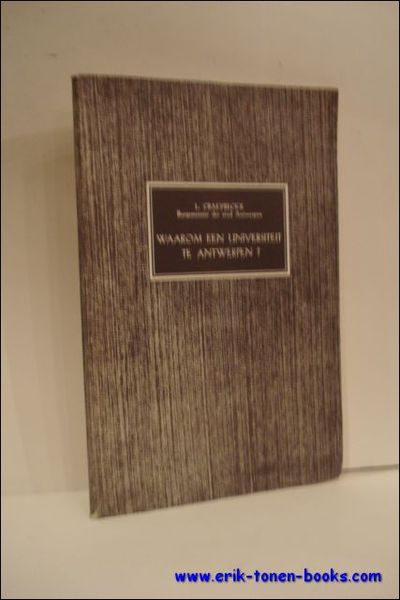 L. CRAEYBECKX
Burgemeester der stad Antwerpen
WAAROM EEN UNIVERSITEIT
TE ANTWERPEN ?
www.erik-tonen-books.com